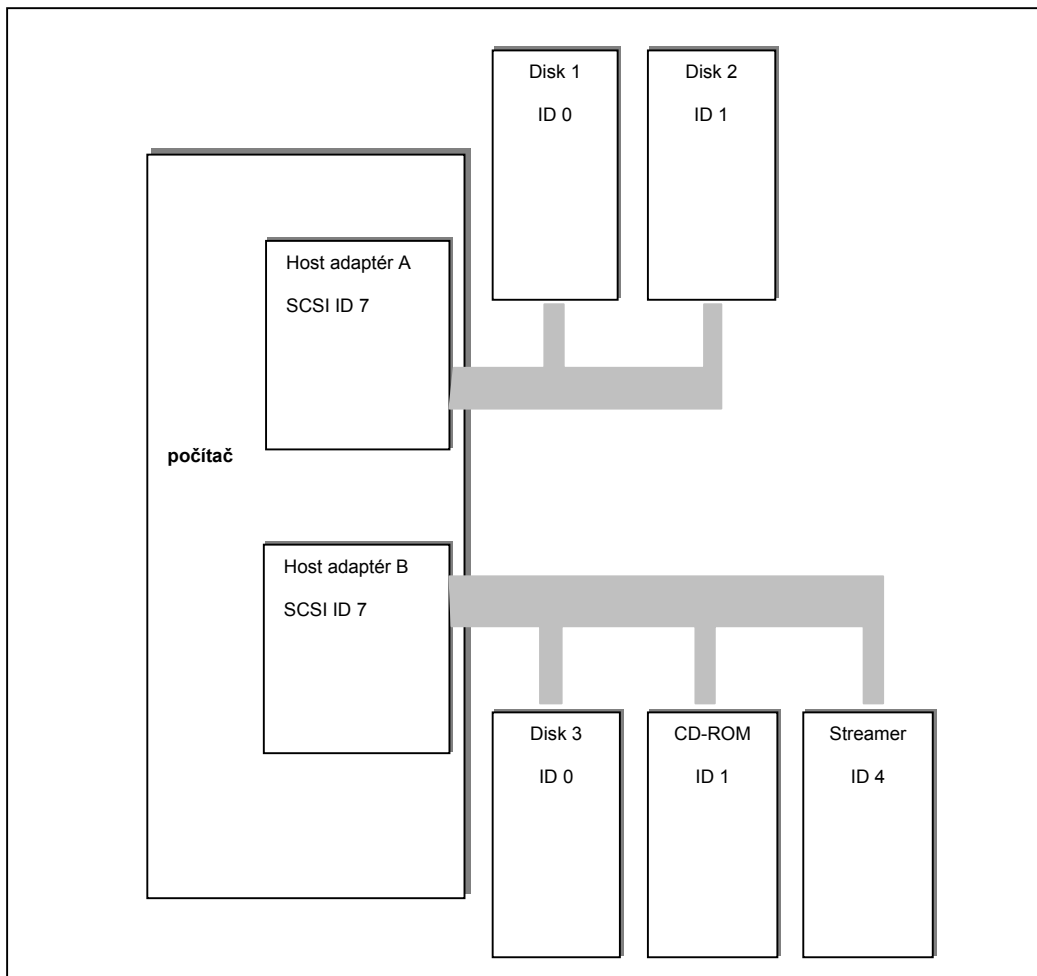 Disk 1
ID 0
Disk 2
ID 1
Host adaptér A
SCSI ID 7
počítač
Host adaptér B
SCSI ID 7
Disk 3
ID 0
CD-ROM
ID 1
Streamer
ID 4